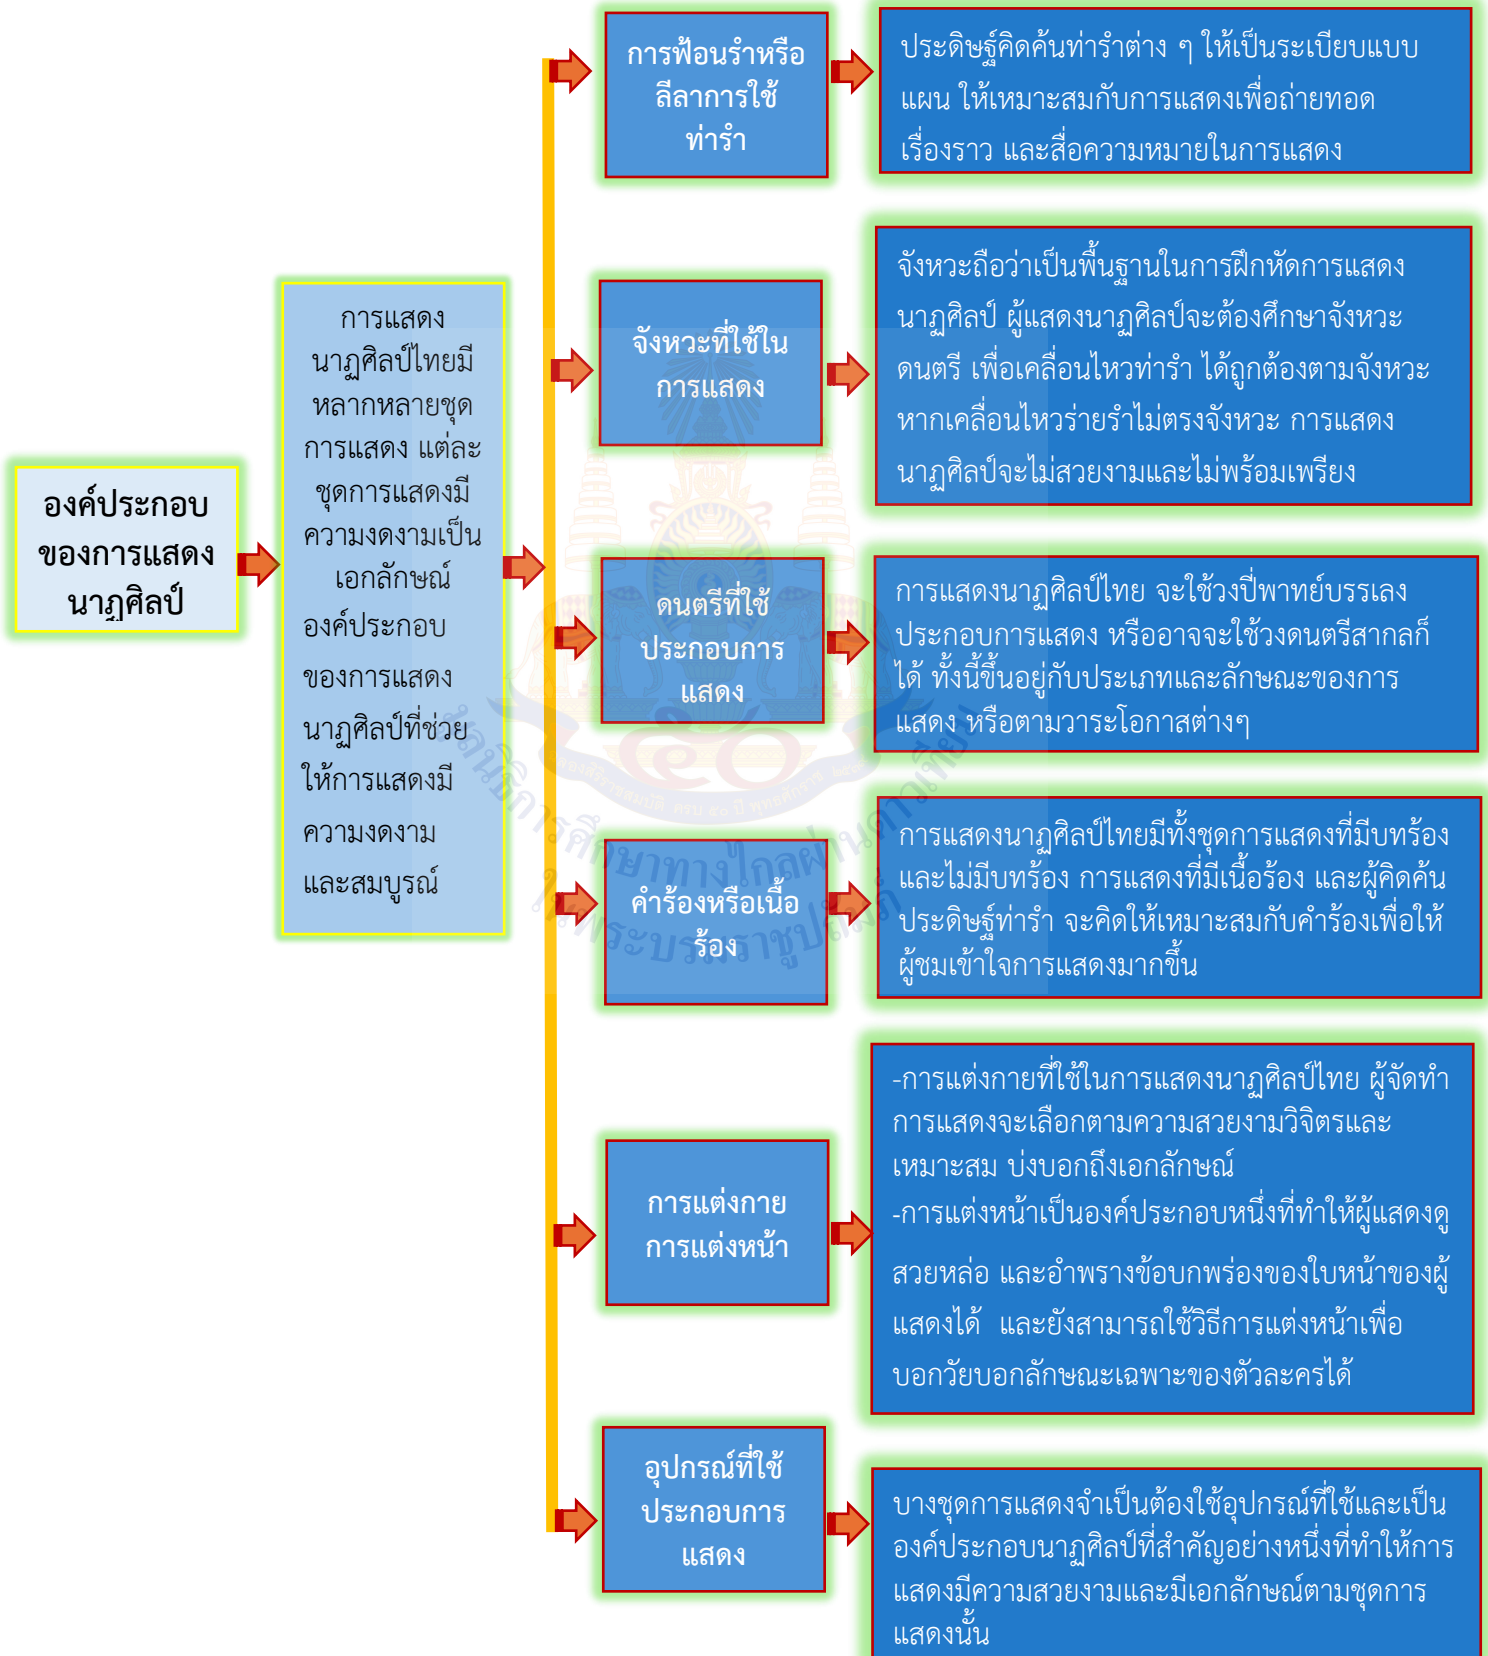 องค์ประกอบ
ของการแสดง
นาฏศิลป์
การแสดง
นาฏศิลป์ไทยมี
หลากหลายชุด
การแสดง แต่ละ
ชุดการแสดงมี
ความงดงามเป็น
เอกลักษณ์
องค์ประกอบ
ของการแสดง
นาฏศิลป์ที่ช่วย
ให้การแสดงมี
ความงดงาม
และสมบูรณ์
การฟ้อนรำหรือ
ลีลาการใช้
ท่ารำ
ประดิษฐ์คิดค้นท่ารำต่าง ๆ ให้เป็นระเบียบแบบ
แผน ให้เหมาะสมกับการแสดงเพื่อถ่ายทอด
เรื่องราว และสื่อความหมายในการแสดง
จังหวะที่ใช้ใน
การแสดง
จังหวะถือว่าเป็นพื้นฐานในการฝึกหัดการแสดง
นาฏศิลป์ ผู้แสดงนาฏศิลป์จะต้องศึกษาจังหวะ
ดนตรี เพื่อเคลื่อนไหวท่ารำ ได้ถูกต้องตามจังหวะ
หากเคลื่อนไหวร่ายรำไม่ตรงจังหวะ การแสดง
นาฏศิลป์จะไม่สวยงามและไม่พร้อมเพรียง
ดนตรีที่ใช้
ประกอบการ
แสดง
การแสดงนาฏศิลป์ไทย จะใช้วงปี่พาทย์บรรเลง
ประกอบการแสดง หรืออาจจะใช้วงดนตรีสากลก็
ได้ ทั้งนี้ขึ้นอยู่กับประเภทและลักษณะของการ
แสดง หรือตามวาระโอกาสต่างๆ
คำร้องหรือเนื้อ
ร้อง
การแสดงนาฏศิลป์ไทยมีทั้งชุดการแสดงที่มีบทร้อง
และไม่มีบทร้อง การแสดงที่มีเนื้อร้อง และผู้คิดค้น
ประดิษฐ์ท่ารำ จะคิดให้เหมาะสมกับคำร้องเพื่อให้
ผู้ชมเข้าใจการแสดงมากขึ้น
การแต่งกาย
การแต่งหน้า
-การแต่งกายที่ใช้ในการแสดงนาฏศิลป์ไทย ผู้จัดทำ
การแสดงจะเลือกตามความสวยงามวิจิตรและ
เหมาะสม บ่งบอกถึงเอกลักษณ์
-การแต่งหน้าเป็นองค์ประกอบหนึ่งที่ทำให้ผู้แสดงดู
สวยหล่อ และอำพรางข้อบกพร่องของใบหน้าของผู้
แสดงได้ และยังสามารถใช้วิธีการแต่งหน้าเพื่อ
บอกวัยบอกลักษณะเฉพาะของตัวละครได้
อุปกรณ์ที่ใช้
ประกอบการ
แสดง
บางชุดการแสดงจำเป็นต้องใช้อุปกรณ์ที่ใช้และเป็น
องค์ประกอบนาฏศิลป์ที่สำคัญอย่างหนึ่งที่ทำให้การ
แสดงมีความสวยงามและมีเอกลักษณ์ตามชุดการ
แสดงนั้น
มูลนิธิการศึกษาทางไกลผ่านดาวเทียม
ในพระบรมราชูปถัมภ์